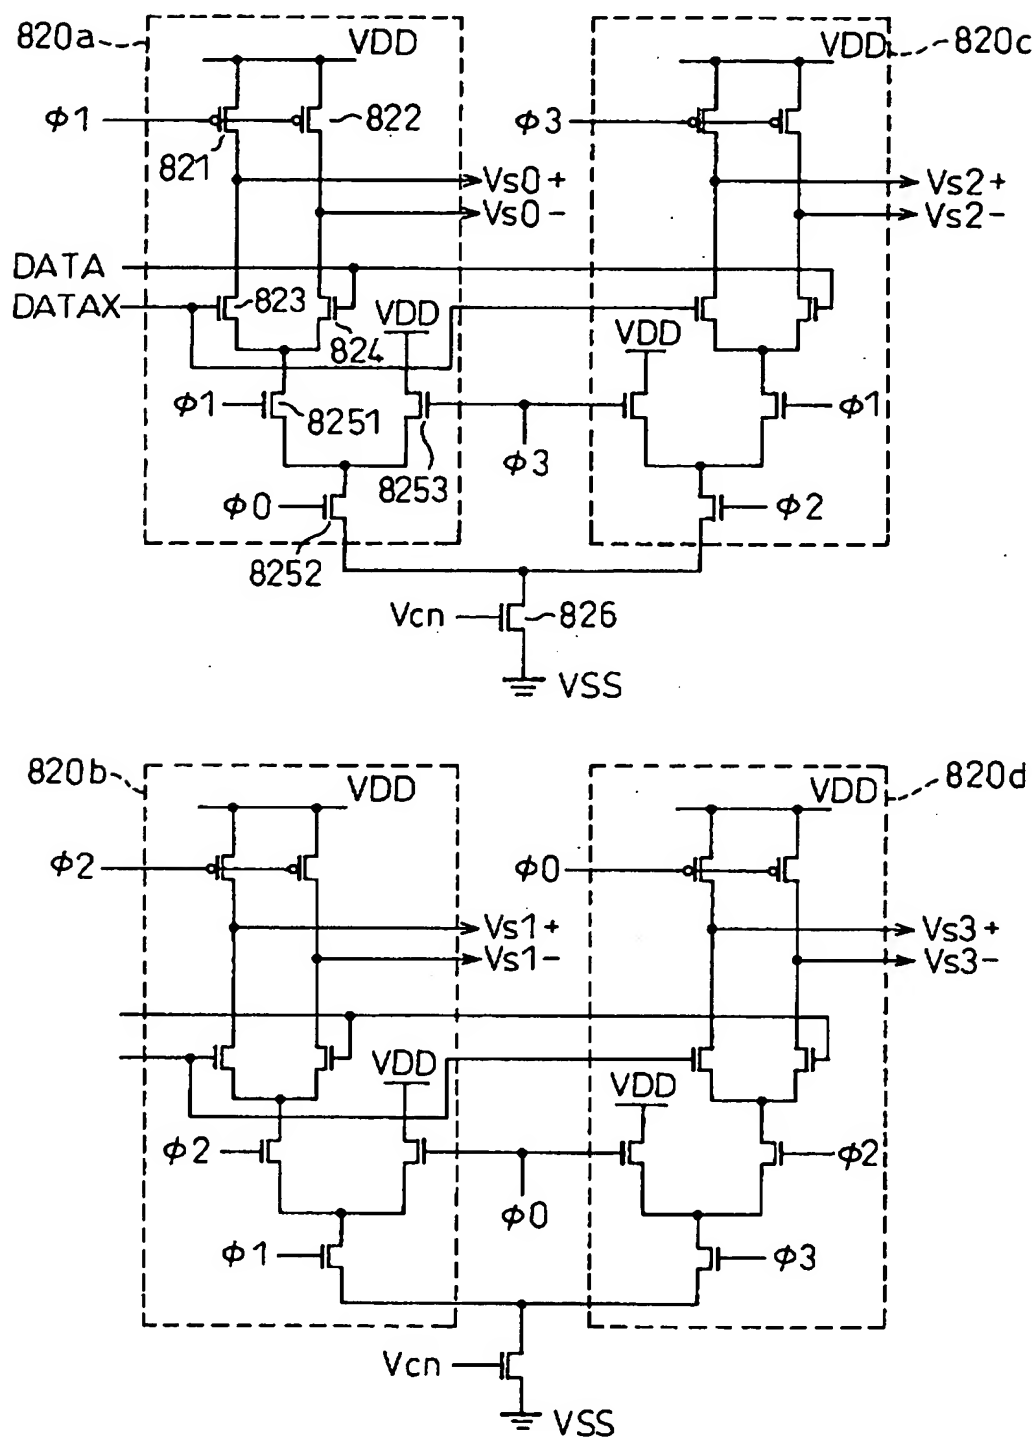 820a
VDD
VDD
820c
φ1
822
φ3
821
Vs0+
Vs2+
Vs0-
Vs2-
DATA
DATAX
823
824
VDD
VDD
φ1
8251
φ1
φ3
8253
φ0
φ2
8252
Vcn
826
VSS
820b
VDD
VDD
820d
φ2
φ0
Vs1+
Vs3+
Vs1-
Vs3-
VDD
VDD
φ2
φ2
φ0
φ1
φ3
Vcn
VSS